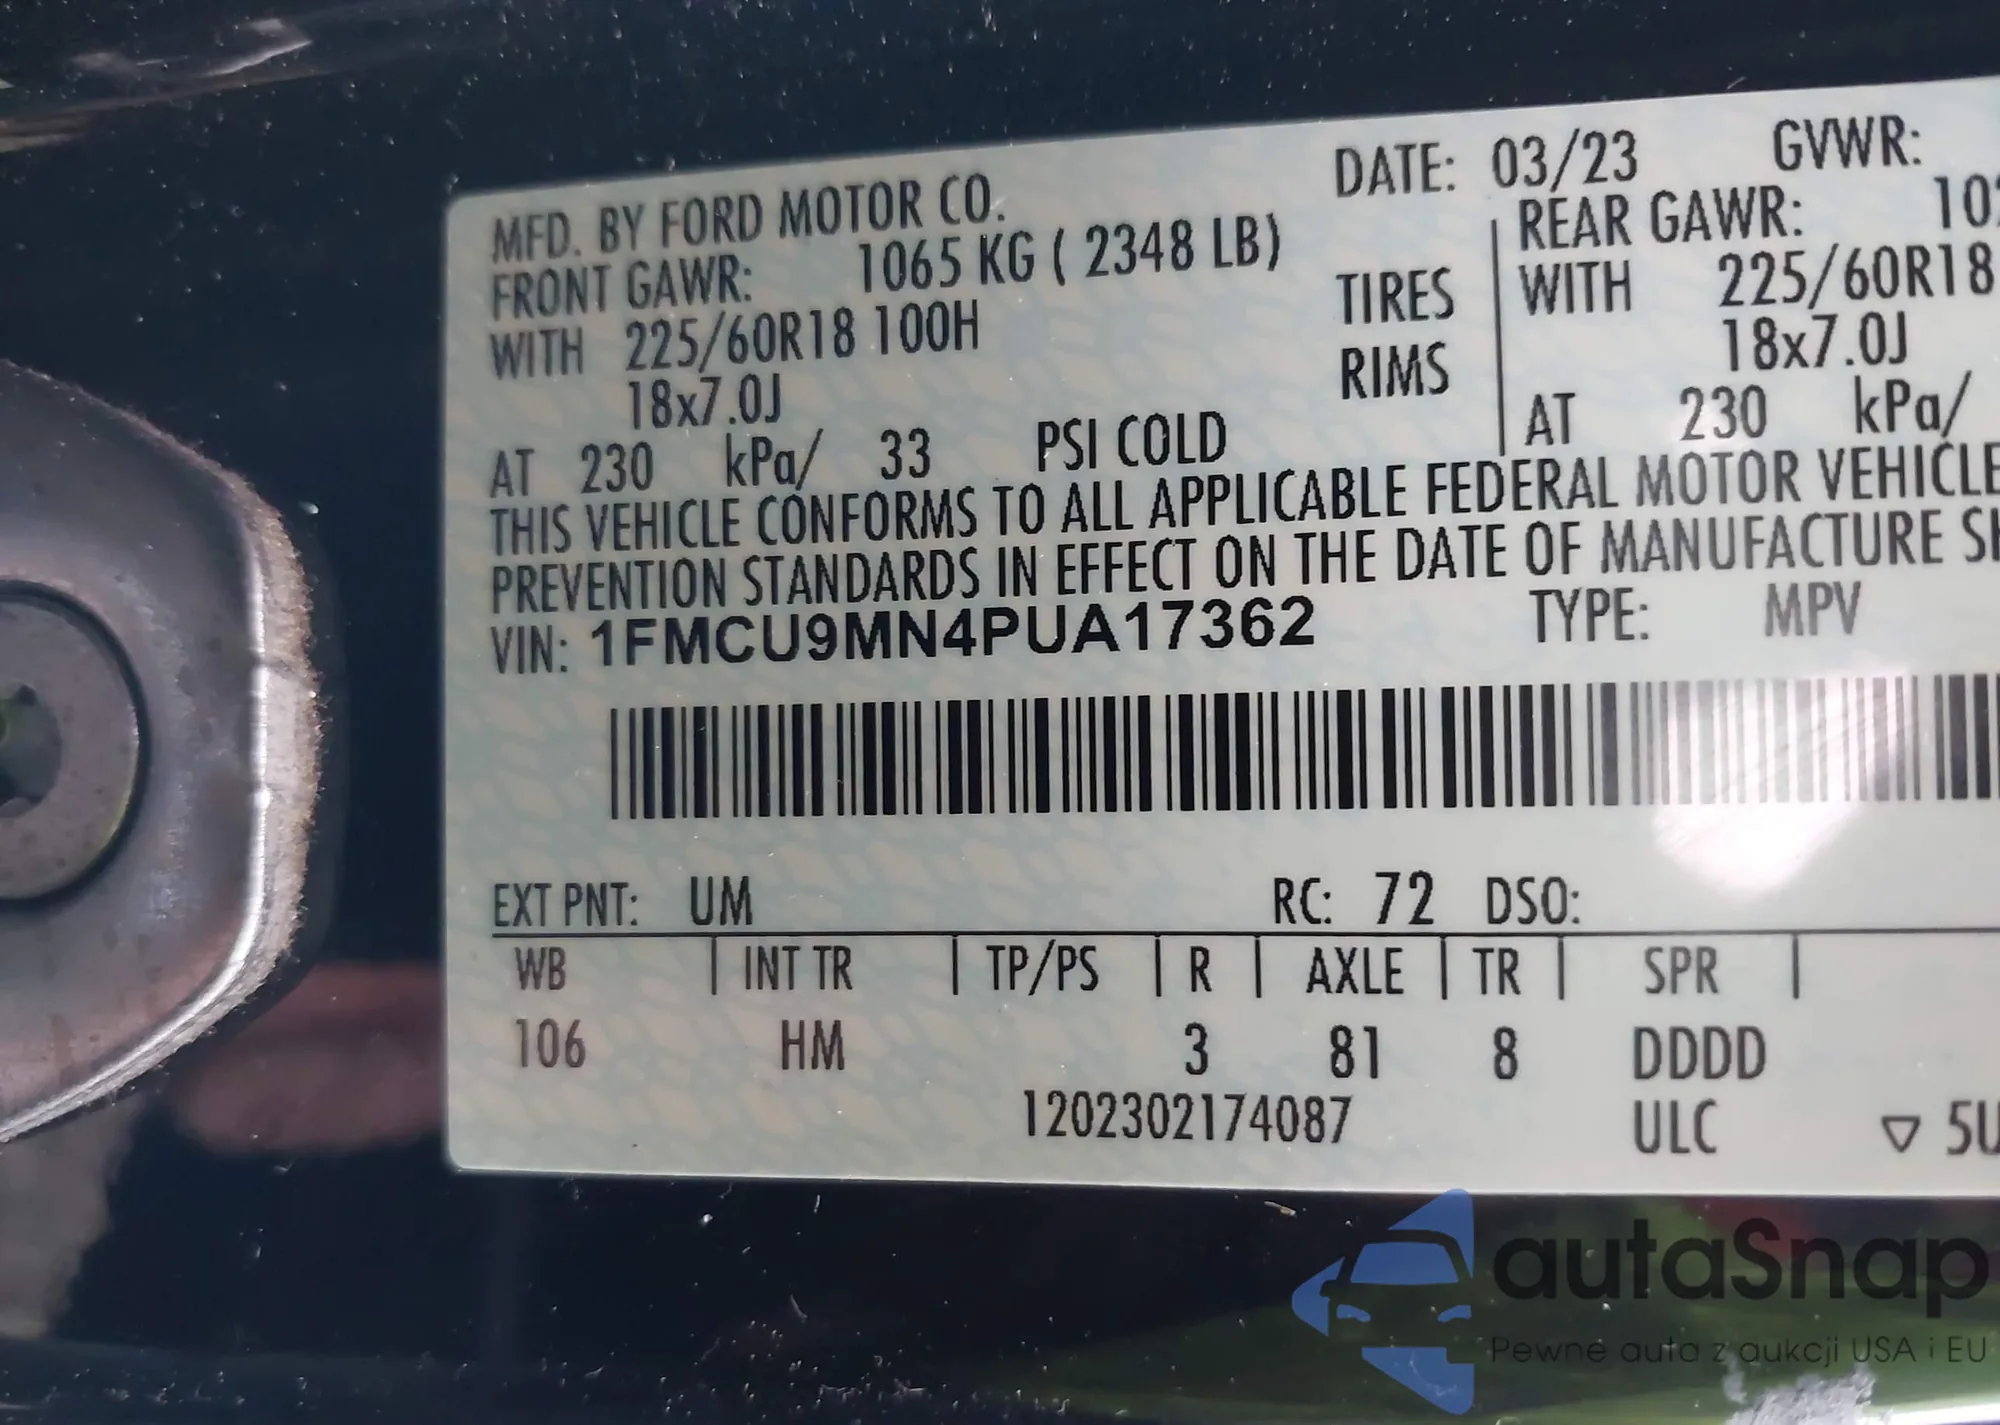 DATE: 03/23 GVWR:
MFD. BY FORD MOTOR CO.
FRONT GAWR: 1065 KG ( 2348 LB) REAR GAWR:
WITH 225/60R18 100H TIRES WITH 225/60R18
18x7.0J RIMS 18x7.0J
AT 230 kPa/ 33 PSI COLD AT 230 kPa/
THIS VEHICLE CONFORMS TO ALL APPLICABLE FEDERAL MOTOR VEHICLE
PREVENTION STANDARDS IN EFFECT ON THE DATE OF MANUFACTURE
VIN: 1FMCU9MN4PUA17362 TYPE: MPV
EXT PNT: UM RC: 72 DSO:
WB | INT TR | TP/PS | R | AXLE | TR | SPR |
106 HM 3 81 8 DDDD
1202302174087 ULC ▽ 5U
autaSnap
Pewne auta z aukcji USA i EU